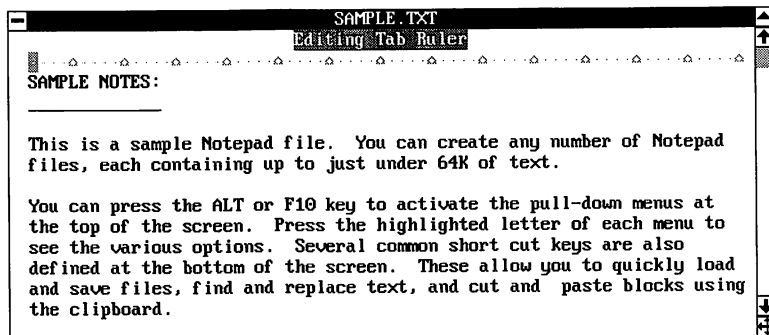 SAMPLE.TXT
Editing Tab Ruler
SAMPLE NOTES:
This is a sample Notepad file.  You can create any number of Notepad
files, each containing up to just under 64K of text.
You can press the ALT or F10 key to activate the pull-down menus at
the top of the screen.  Press the highlighted letter of each menu to
see the various options.  Several common short cut keys are also
defined at the bottom of the screen.  These allow you to quickly load
and save files, find and replace text, and cut and  paste blocks using
the clipboard.